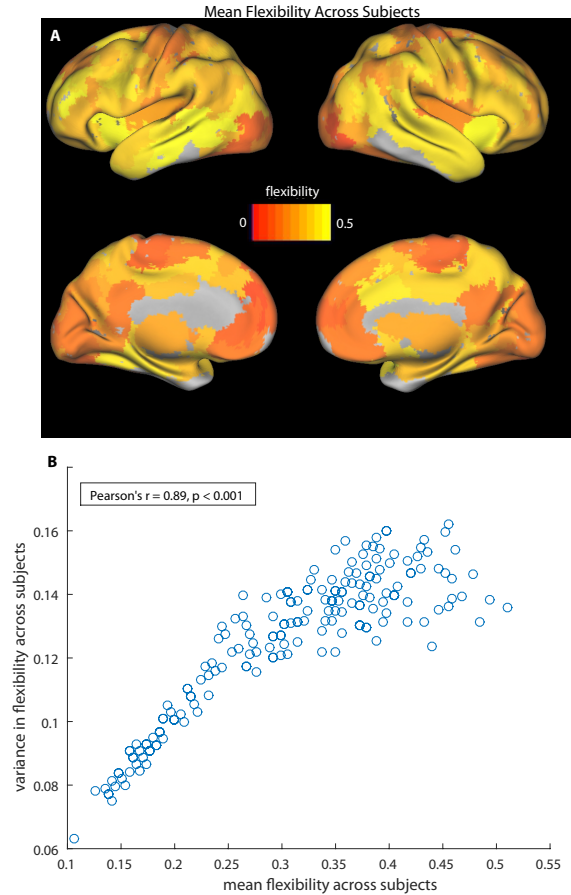 Mean Flexibility Across Subjects
A
flexibility
0 0.5
B
Pearson's r = 0.89, p < 0.001
0.16
0.14
0.12
0.1
0.08
0.06
variance in flexibility across subjects
0.1 0.15 0.2 0.25 0.3 0.35 0.4 0.45 0.5 0.55
mean flexibility across subjects